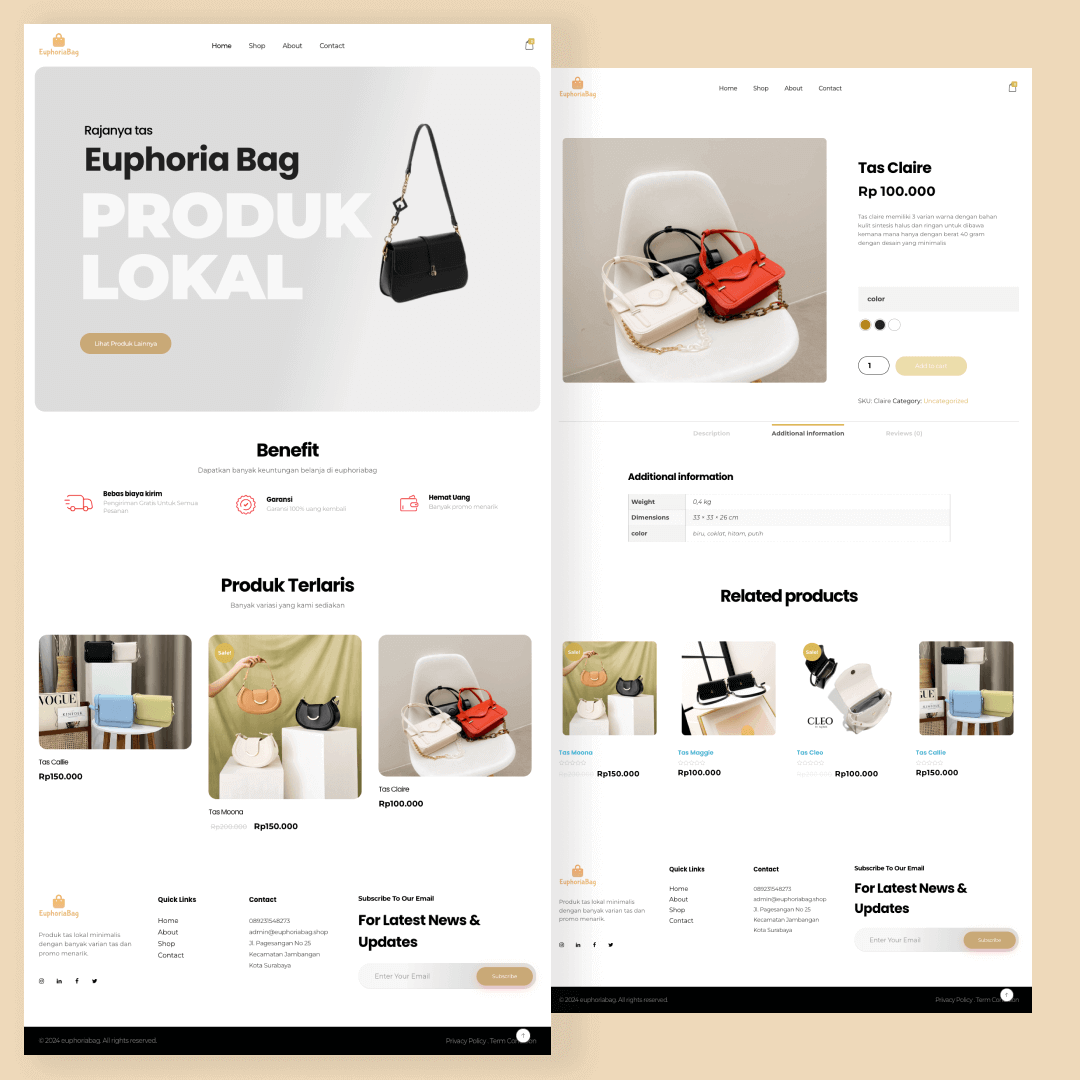 EuphoriaBag
Home Shop About Contact
Rajanya tas
Euphoria Bag
PRODUK
LOKAL
Lihat Produk Lainnya
Benefit
Dapatkan banyak keuntungan belanja di euphoriabag
Bebas biaya kirim
Pengiriman Gratis Untuk Semua
Pesanan
Garansi
Garansi 100% uang kembali
Hemat Uang
Banyak promo menarik
Produk Terlaris
Banyak variasi yang kami sediakan
VOGUE
KINFOLK
Tas Callie
Rp150.000
Sale!
Tas Moona
Rp200.000 Rp150.000
Tas Claire
Rp100.000
EuphoriaBag
Produk tas lokal minimalis
dengan banyak varian tas dan
promo menarik.
Quick Links
Home
About
Shop
Contact
Contact
089231548273
admin@euphoriabag.shop
Jl. Pagesangan No 25
Kecamatan Jambangan
Kota Surabaya
Subscribe To Our Email
For Latest News &
Updates
Enter Your Email
Subscribe
© 2024 euphoriabag. All rights reserved.
Privacy Policy . Term
EuphoriaBag
Home Shop About Contact
Tas Claire
Rp 100.000
Tas claire memiliki 3 varian warna dengan bahan
kulit sintesis halus dan ringan untuk dibawa
kemana mana hanya dengan berat 40 gram
dengan desain yang minimalis
color
1
Add to cart
SKU: Claire Category: Uncategorized
Description Additional information Reviews (0)
Additional information
Weight 0,4 kg
Dimensions 33 × 33 × 26 cm
color biru, coklat, hitam, putih
Related products
Sale!
Tas Moona
Rp150.000
Tas Maggie
Rp100.000
Sale!
CLEO
Tas Cleo
Rp100.000
VOGUE
KINFOLK
Tas Callie
Rp150.000
EuphoriaBag
Produk tas lokal minimalis
dengan banyak varian tas dan
promo menarik.
Quick Links
Home
About
Shop
Contact
Contact
089231548273
admin@euphoriabag.shop
Jl. Pagesangan No 25
Kecamatan Jambangan
Kota Surabaya
Subscribe To Our Email
For Latest News &
Updates
Enter Your Email
Subscribe
© 2024 euphoriabag. All rights reserved.
Privacy Policy . Term